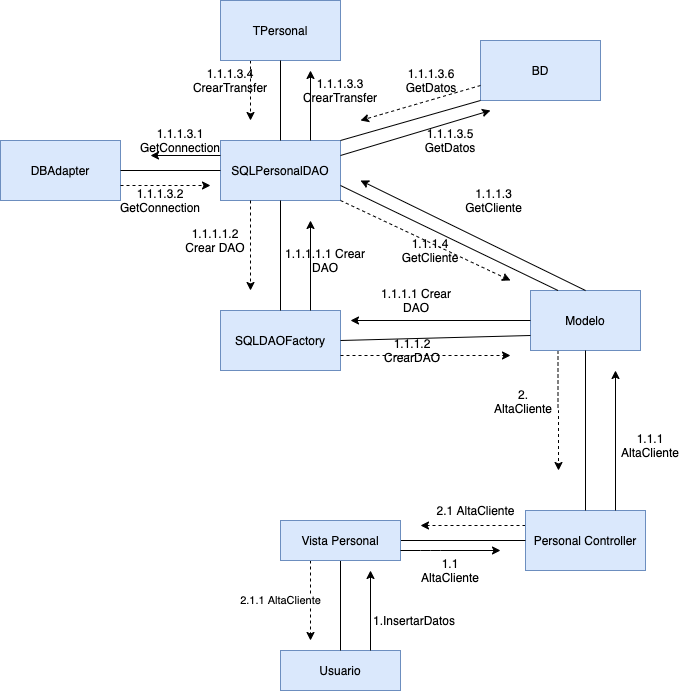 TPersonal
BD
1.1.1.3.4
CrearTransfer
1.1.1.3.3
CrearTransfer
1.1.1.3.6
GetDatos
1.1.1.3.5
GetDatos
1.1.1.3.1
GetConnection
DBAdapter
SQLPersonalDAO
1.1.1.3.2
GetConnection
1.1.1.3
GetCliente
1.1.1.1.2
Crear DAO
1.1.1.1.1 Crear
DAO
1.1.1.4
GetCliente
1.1.1.1 Crear
DAO
Modelo
SQLDAOFactory
1.1.1.2
CrearDAO
2.
AltaCliente
1.1.1
AltaCliente
2.1 AltaCliente
Vista Personal
Personal Controller
1.1
AltaCliente
2.1.1 AltaCliente
1.InsertarDatos
Usuario